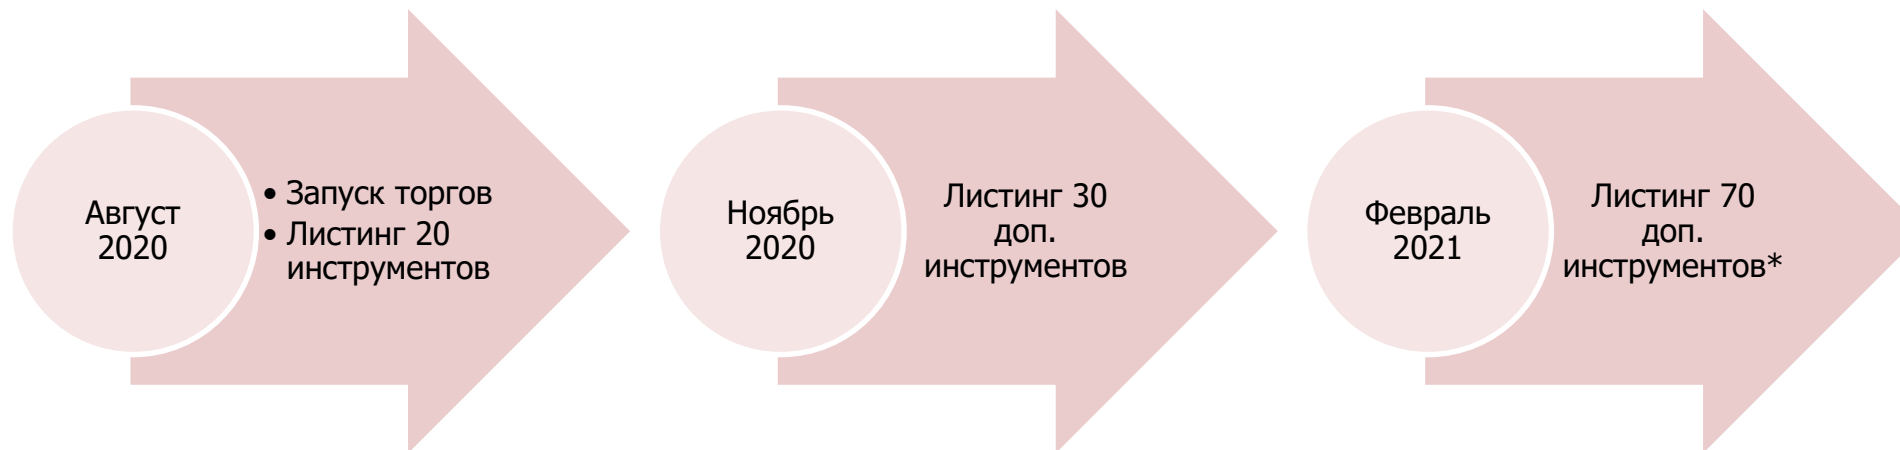 Август
2020
• Запуск торгов
• Листинг 20
инструментов
Ноябрь
2020
Листинг 30
доп.
инструментов
Февраль
2021
Листинг 70
доп.
инструментов*